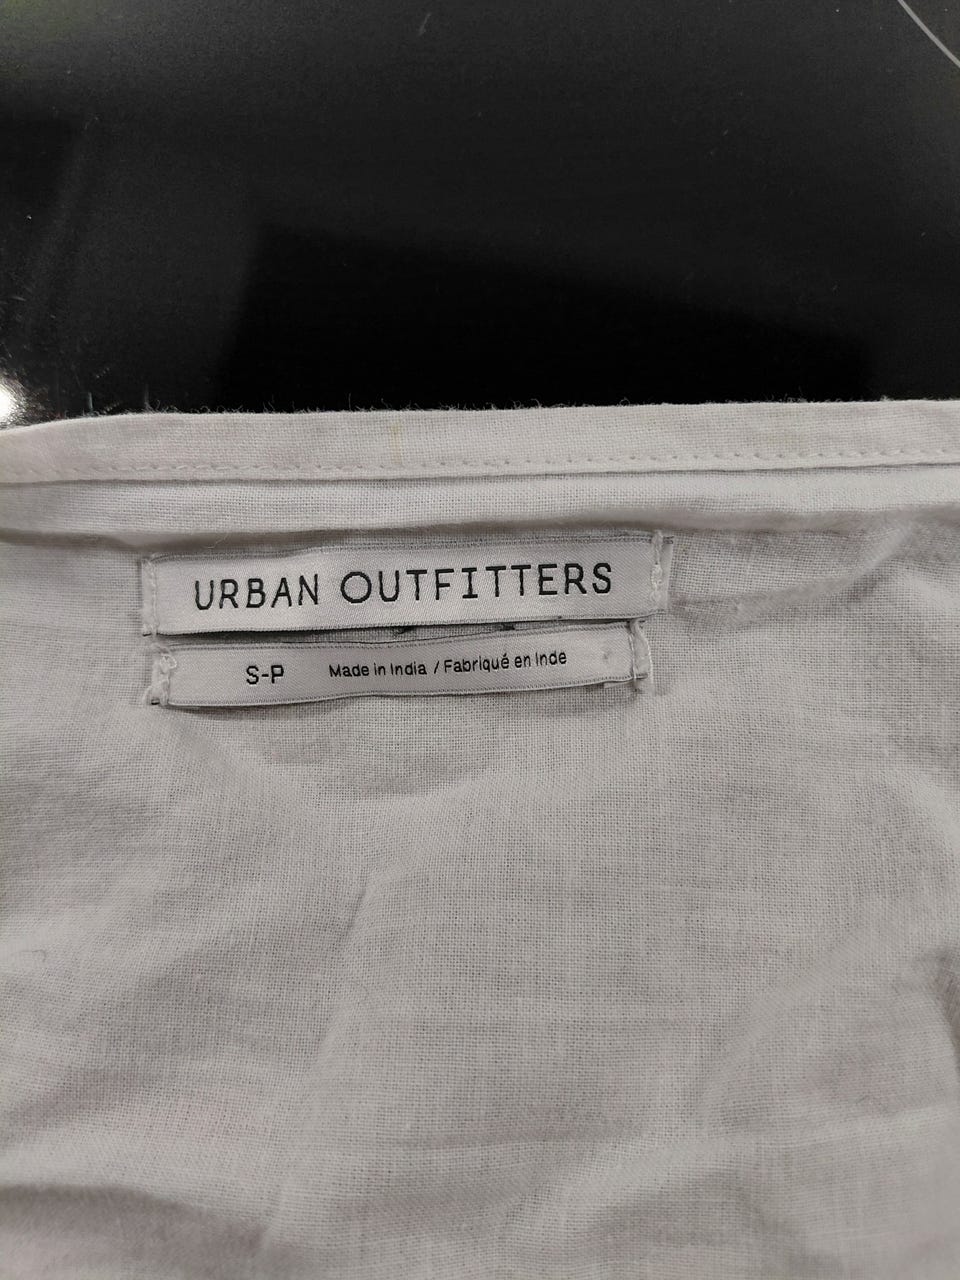 URBAN OUTFITTERS
S-P Made in India / Fabriqué en Inde